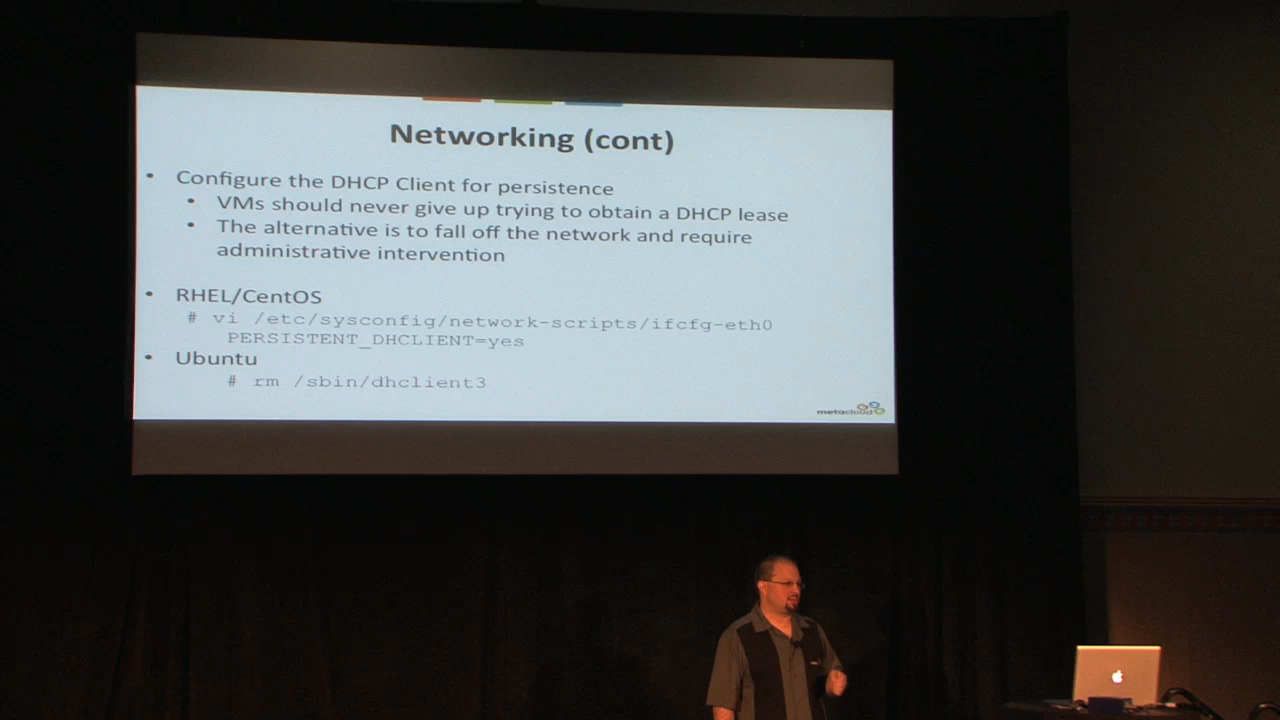 Networking (cont)
• Configure the DHCP Client for persistence
• VMs should never give up trying to obtain a DHCP lease
• The alternative is to fall off the network and require
administrative intervention
• RHEL/CentOS
# vi /etc/sysconfig/network-scripts/ifcfg-eth0
PERSISTENT_DHCLIENT=yes
• Ubuntu
# rm /sbin/dhclient3
metacloud